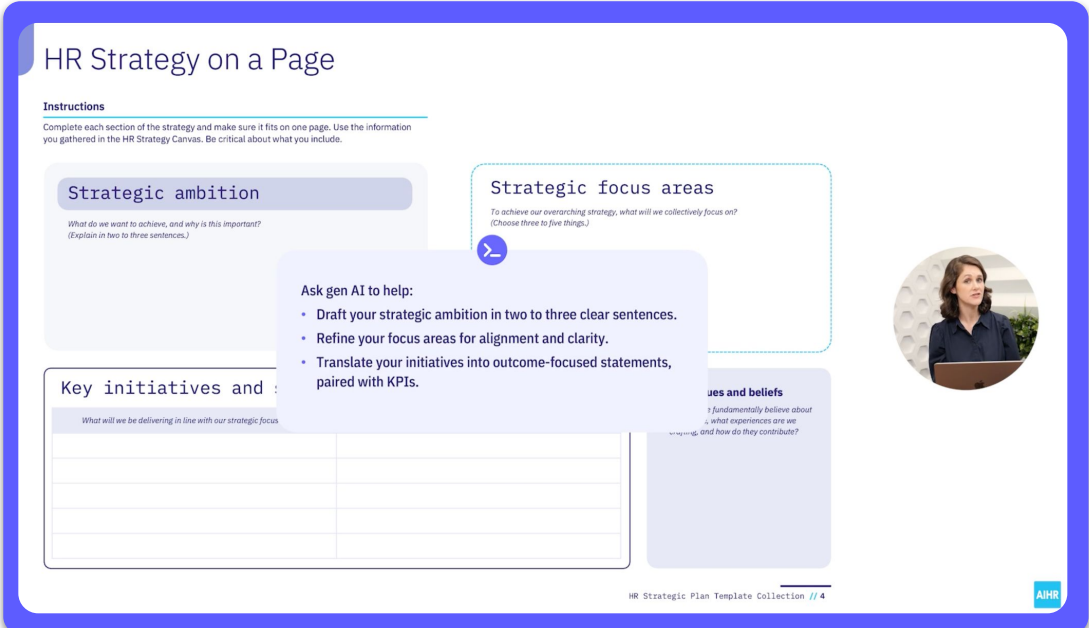 HR Strategy on a Page
Instructions
Complete each section of the strategy and make sure it fits on one page. Use the information
you gathered in the HR Strategy Canvas. Be critical about what you include.
Strategic ambition
What do we want to achieve, and why is this important?
(Explain in two to three sentences.)
Strategic focus areas
To achieve our overarching strategy, what will we collectively focus on?
(Choose three to five things.)
Ask gen AI to help:
• Draft your strategic ambition in two to three clear sentences.
• Refine your focus areas for alignment and clarity.
• Translate your initiatives into outcome-focused statements,
paired with KPIs.
Key initiatives and
What will we be delivering in line with our strategic focus
and beliefs
fundamentally believe about
what experiences are we
and how do they contribute?
HR Strategic Plan Template Collection // 4
AIHR